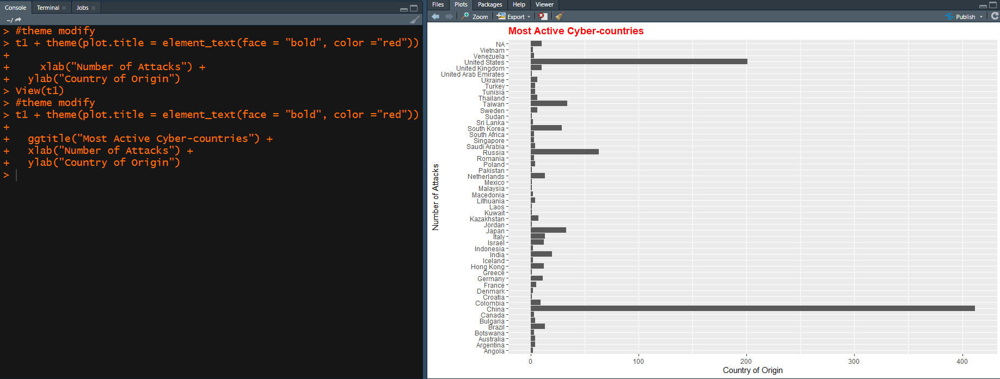 Console Terminal Jobs
~/
> #theme modify
> t1 + theme(plot.title = element_text(face = "bold", color ="red"))
+
+     xlab("Number of Attacks") +
+   ylab("Country of Origin")
> View(t1)
> #theme modify
> t1 + theme(plot.title = element_text(face = "bold", color ="red"))
+
+   ggtitle("Most Active Cyber-countries") +
+   xlab("Number of Attacks") +
+   ylab("Country of Origin")
>
Files Plots Packages Help Viewer
Zoom Export Publish
Most Active Cyber-countries
Number of Attacks
NA
Vietnam
Venezuela
United States
United Kingdom
United Arab Emirates
Ukraine
Turkey
Tunisia
Thailand
Taiwan
Sweden
Sudan
Sri Lanka
South Korea
South Africa
Singapore
Saudi Arabia
Russia
Romania
Poland
Pakistan
Netherlands
Mexico
Malaysia
Macedonia
Lithuania
Laos
Kuwait
Kazakhstan
Jordan
Japan
Italy
Israel
Indonesia
India
Iceland
Hong Kong
Greece
Germany
France
Denmark
Croatia
Colombia
China
Canada
Bulgaria
Brazil
Botswana
Australia
Argentina
Angola
0 100 200 300 400
Country of Origin